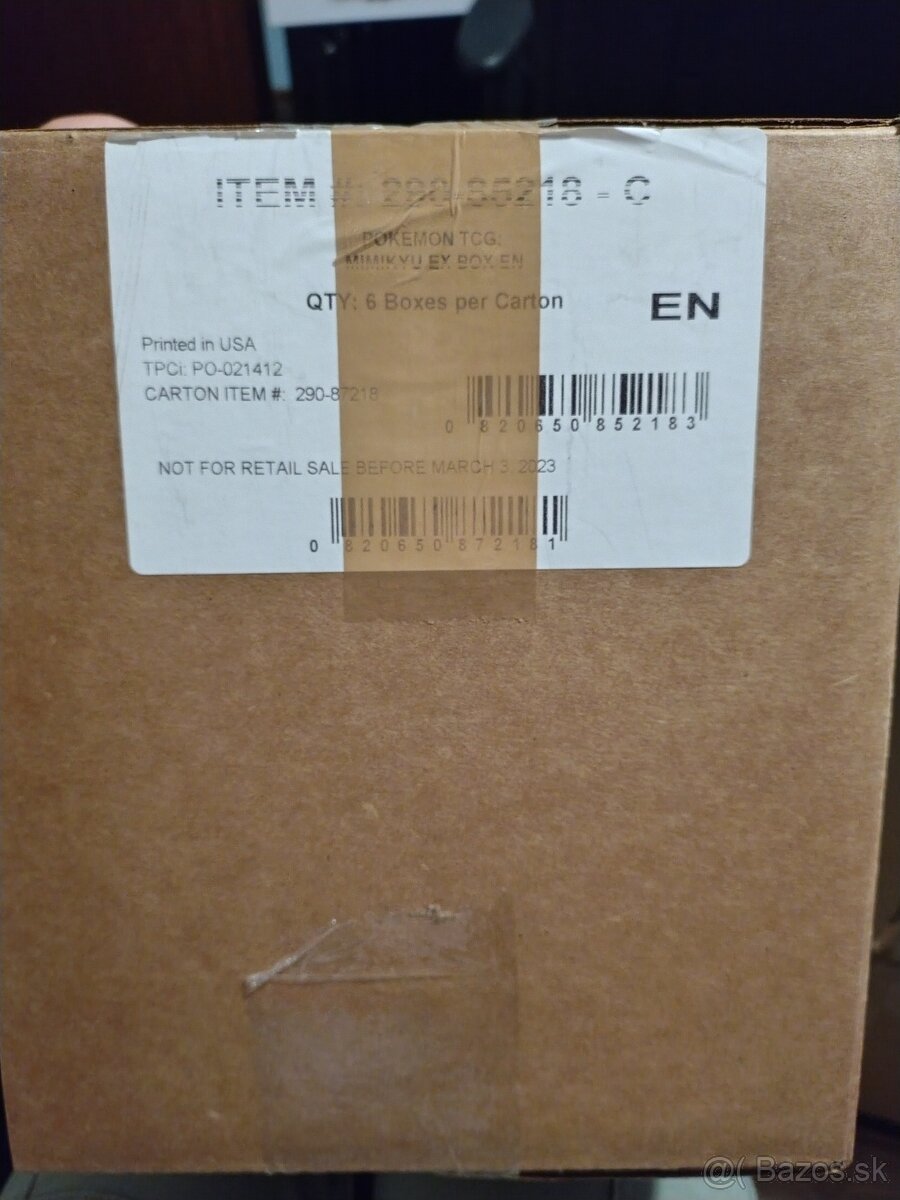 ITEM #: 290-85218 - C
POKEMON TCG:
MIMIKYU EX BOX EN
QTY: 6 Boxes per Carton
EN
Printed in USA
TPCi: PO-021412
CARTON ITEM #: 290-87218
0 820650 852183
NOT FOR RETAIL SALE BEFORE MARCH 3, 2023
0 820650 872181
@( Bazos.sk